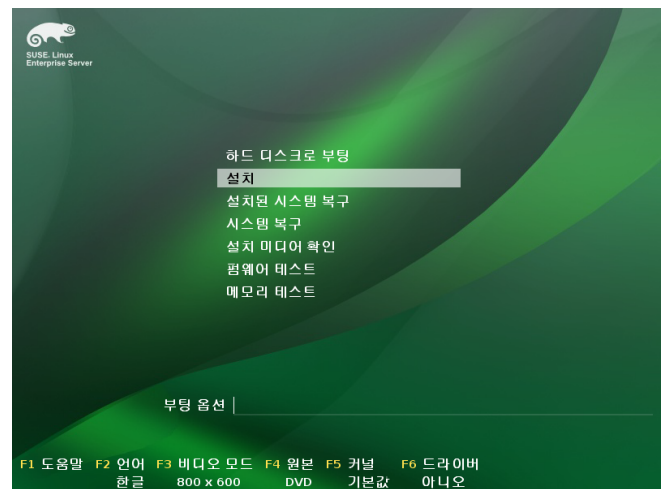 SUSE. Linux
Enterprise Server
하드 디스크로 부팅
설치
설치된 시스템 복구
시스템 복구
설치 미디어 확인
펌웨어 테스트
메모리 테스트
부팅 옵션
F1 도움말 F2 언어 F3 비디오 모드 F4 원본 F5 커널 F6 드라이버
한글 800 x 600 DVD 기본값 아니오